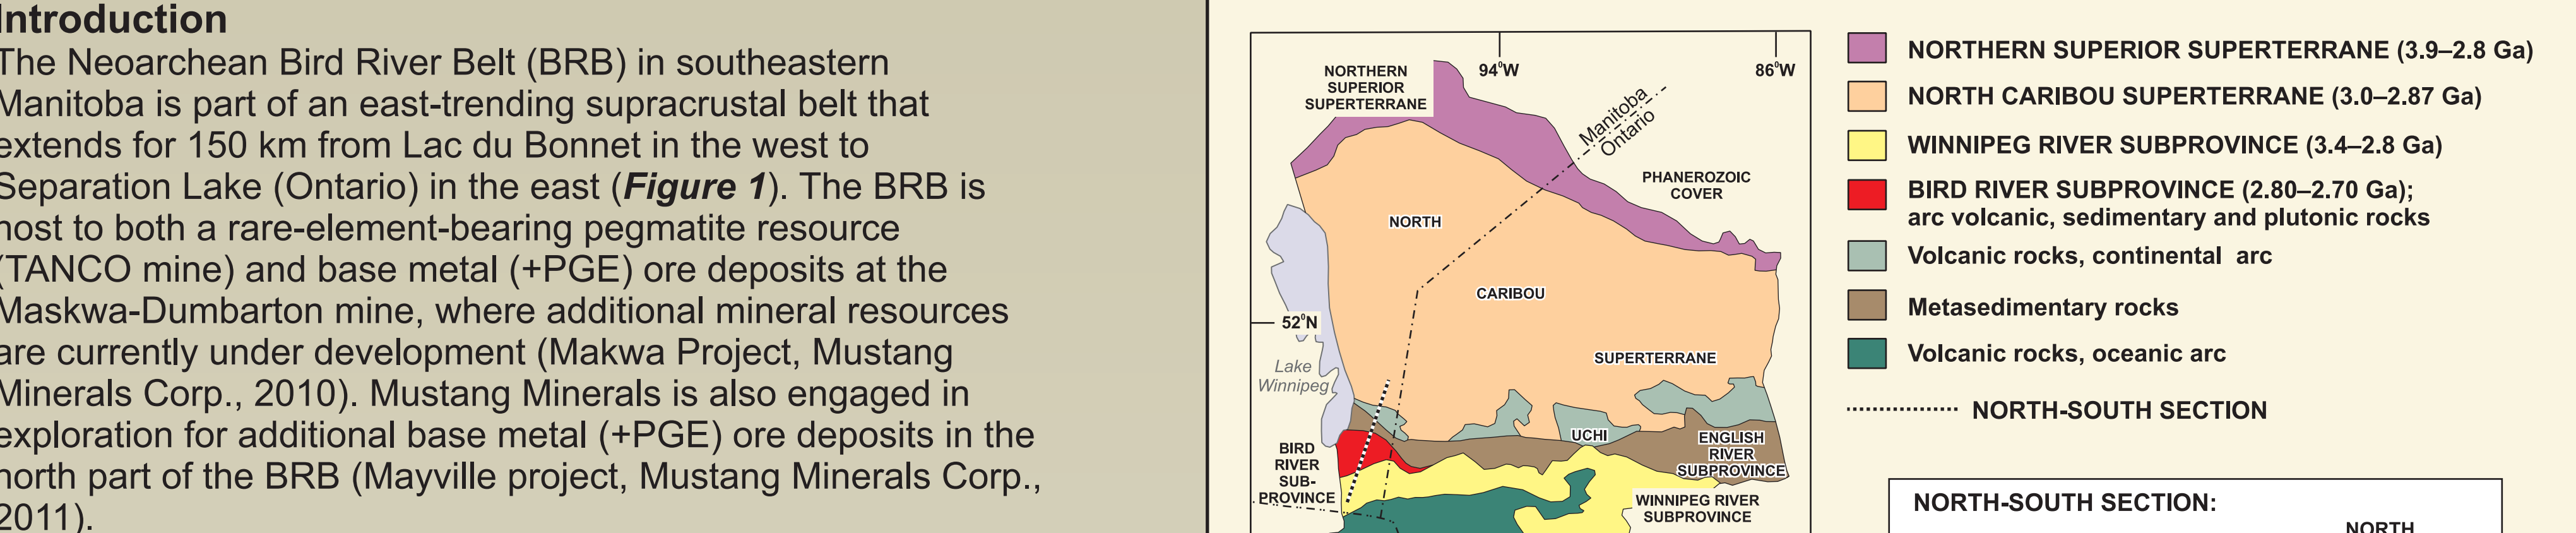 Introduction
The Neoarchean Bird River Belt (BRB) in southeastern
Manitoba is part of an east-trending supracrustal belt that
extends for 150 km from Lac du Bonnet in the west to
Separation Lake (Ontario) in the east (Figure 1). The BRB is
host to both a rare-element-bearing pegmatite resource
(TANCO mine) and base metal (+PGE) ore deposits at the
Maskwa-Dumbarton mine, where additional mineral resources
are currently under development (Makwa Project, Mustang
Minerals Corp., 2010). Mustang Minerals is also engaged in
exploration for additional base metal (+PGE) ore deposits in the
north part of the BRB (Mayville project, Mustang Minerals Corp.,
2011).
NORTHERN
SUPERIOR
SUPERTERRANE
94⁰W
86⁰W
Manitoba
Ontario
PHANEROZOIC
COVER
NORTH
CARIBOU
SUPERTERRANE
52⁰N
Lake
Winnipeg
UCHI
ENGLISH
RIVER
SUBPROVINCE
BIRD
RIVER
SUB-
PROVINCE
WINNIPEG RIVER
SUBPROVINCE
NORTHERN SUPERIOR SUPERTERRANE (3.9–2.8 Ga)
NORTH CARIBOU SUPERTERRANE (3.0–2.87 Ga)
WINNIPEG RIVER SUBPROVINCE (3.4–2.8 Ga)
BIRD RIVER SUBPROVINCE (2.80–2.70 Ga);
arc volcanic, sedimentary and plutonic rocks
Volcanic rocks, continental  arc
Metasedimentary rocks
Volcanic rocks, oceanic arc
NORTH-SOUTH SECTION
NORTH-SOUTH SECTION:
NORTH